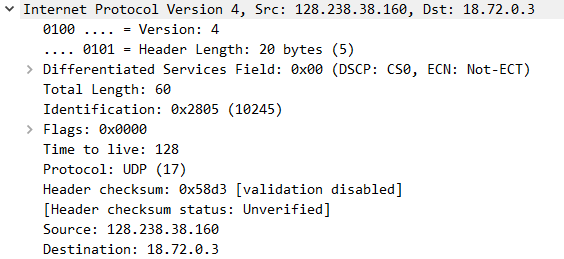 Internet Protocol Version 4, Src: 128.238.38.160, Dst: 18.72.0.3
0100 .... = Version: 4
.... 0101 = Header Length: 20 bytes (5)
Differentiated Services Field: 0x00 (DSCP: CS0, ECN: Not-ECT)
Total Length: 60
Identification: 0x2805 (10245)
Flags: 0x0000
Time to live: 128
Protocol: UDP (17)
Header checksum: 0x58d3 [validation disabled]
[Header checksum status: Unverified]
Source: 128.238.38.160
Destination: 18.72.0.3